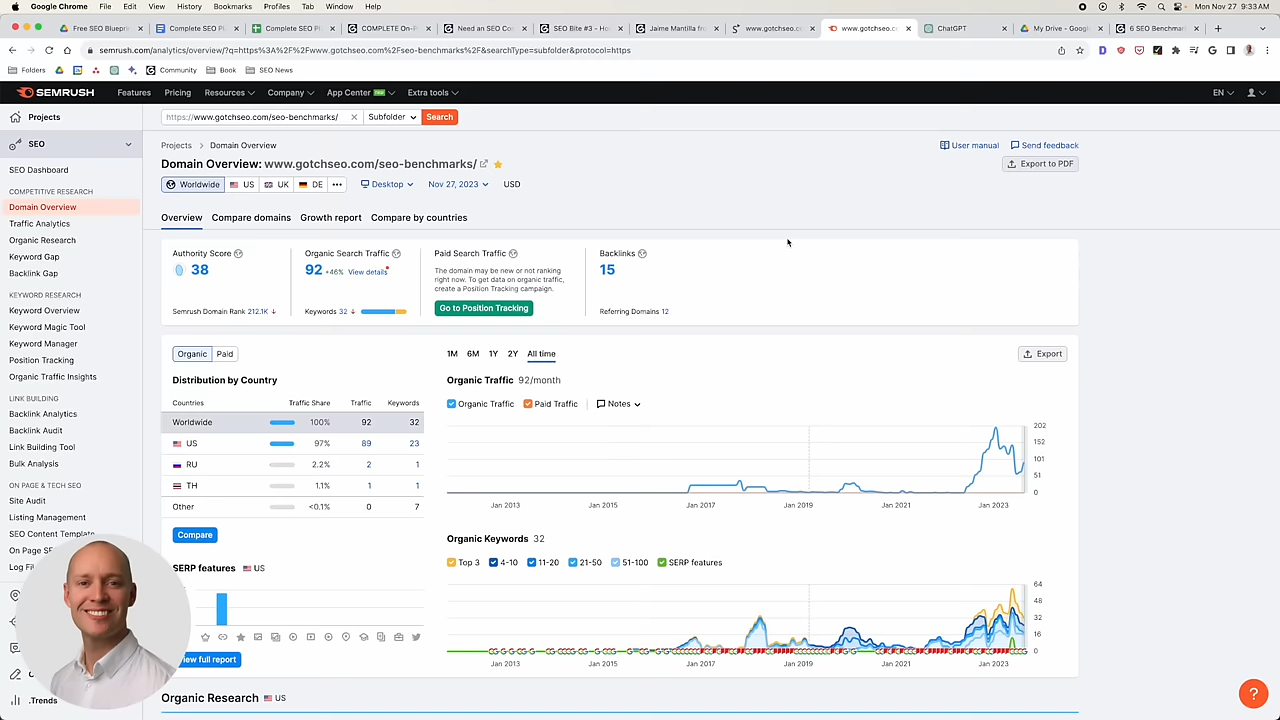 Google Chrome File Edit View History Bookmarks Profiles Tab Window Help Mon Nov 27 9:33 AM
Free SEO Bluepr Complete SEO Pl Complete SEO Pl COMPLETE On-P Need an SEO Co SEO Bite #3 - Ho Jaime Mantilla fro www.gotchseo.c www.gotchseo.c ChatGPT My Drive – Googl 6 SEO Benchmar
semrush.com/analytics/overview/?q=https%3A%2F%2Fwww.gotchseo.com%2Fseo-benchmarks%2F&searchType=subfolder&protocol=https
Folders Community Book SEO News
SEMRUSH Features Pricing Resources Company App Center NEW Extra tools EN
Projects
https://www.gotchseo.com/seo-benchmarks/ Subfolder Search
SEO
Projects > Domain Overview
User manual Send feedback
Domain Overview: www.gotchseo.com/seo-benchmarks/
Export to PDF
Worldwide US UK DE ••• Desktop Nov 27, 2023 USD
Overview Compare domains Growth report Compare by countries
SEO Dashboard
COMPETITIVE RESEARCH
Domain Overview
Traffic Analytics
Organic Research
Keyword Gap
Backlink Gap
KEYWORD RESEARCH
Keyword Overview
Keyword Magic Tool
Keyword Manager
Position Tracking
Organic Traffic Insights
LINK BUILDING
Backlink Analytics
Backlink Audit
Link Building Tool
Bulk Analysis
ON PAGE & TECH SEO
Site Audit
Listing Management
SEO Content Template
On Page SE
Log Fi
.Trends
Authority Score
38
Semrush Domain Rank 212.1K ↓
Organic Search Traffic
92 +46% View details
Keywords 32 ↓
Paid Search Traffic
The domain may be new or not ranking
right now. To get data on organic traffic,
create a Position Tracking campaign.
Go to Position Tracking
Backlinks
15
Referring Domains 12
Organic Paid
Distribution by Country
Countries Traffic Share Traffic Keywords
Worldwide 100% 92 32
US 97% 89 23
RU 2.2% 2 1
TH 1.1% 1 1
Other <0.1% 0 7
Compare
SERP features US
View full report
1M 6M 1Y 2Y All time
Export
Organic Traffic 92/month
Organic Traffic Paid Traffic Notes
202
152
101
51
0
Jan 2013 Jan 2015 Jan 2017 Jan 2019 Jan 2021 Jan 2023
Organic Keywords 32
Top 3 4-10 11-20 21-50 51-100 SERP features
64
48
32
16
0
Jan 2013 Jan 2015 Jan 2017 Jan 2019 Jan 2021 Jan 2023
Organic Research US
?